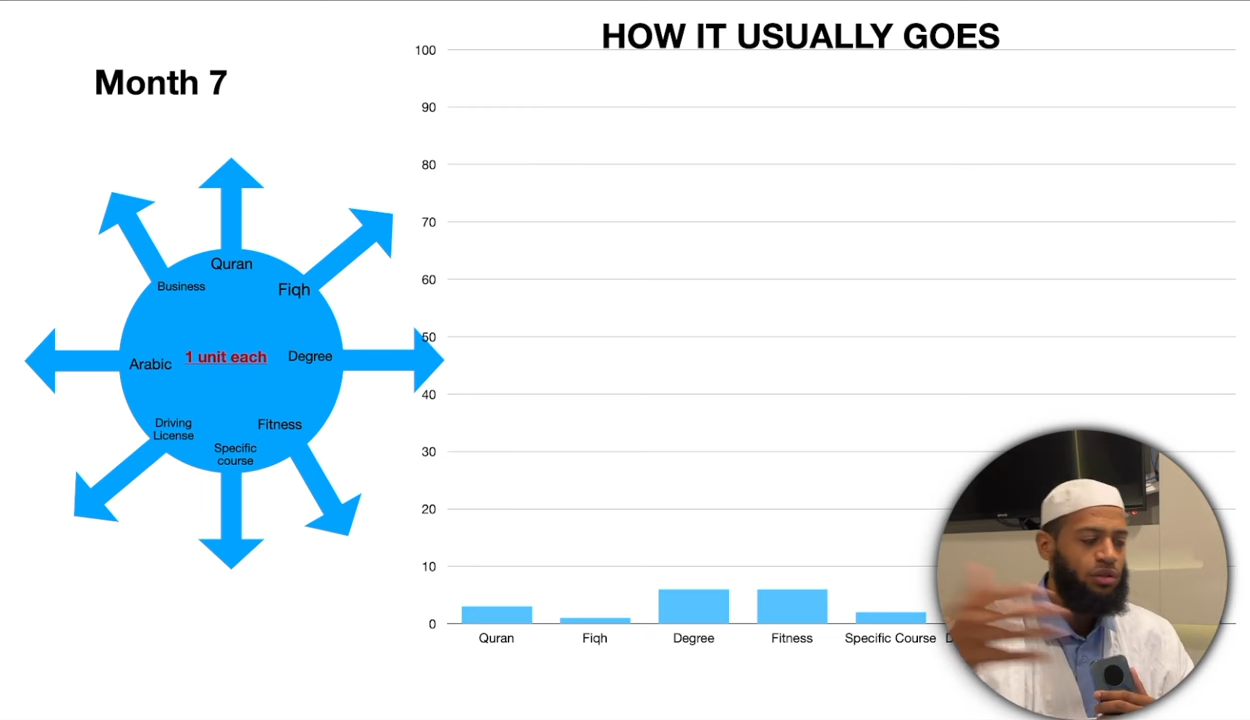 HOW IT USUALLY GOES
Month 7
100
90
80
70
60
50
40
30
20
10
0
Quran
Business
Fiqh
Arabic
1 unit each
Degree
Driving
License
Fitness
Specific
course
Quran
Fiqh
Degree
Fitness
Specific Course